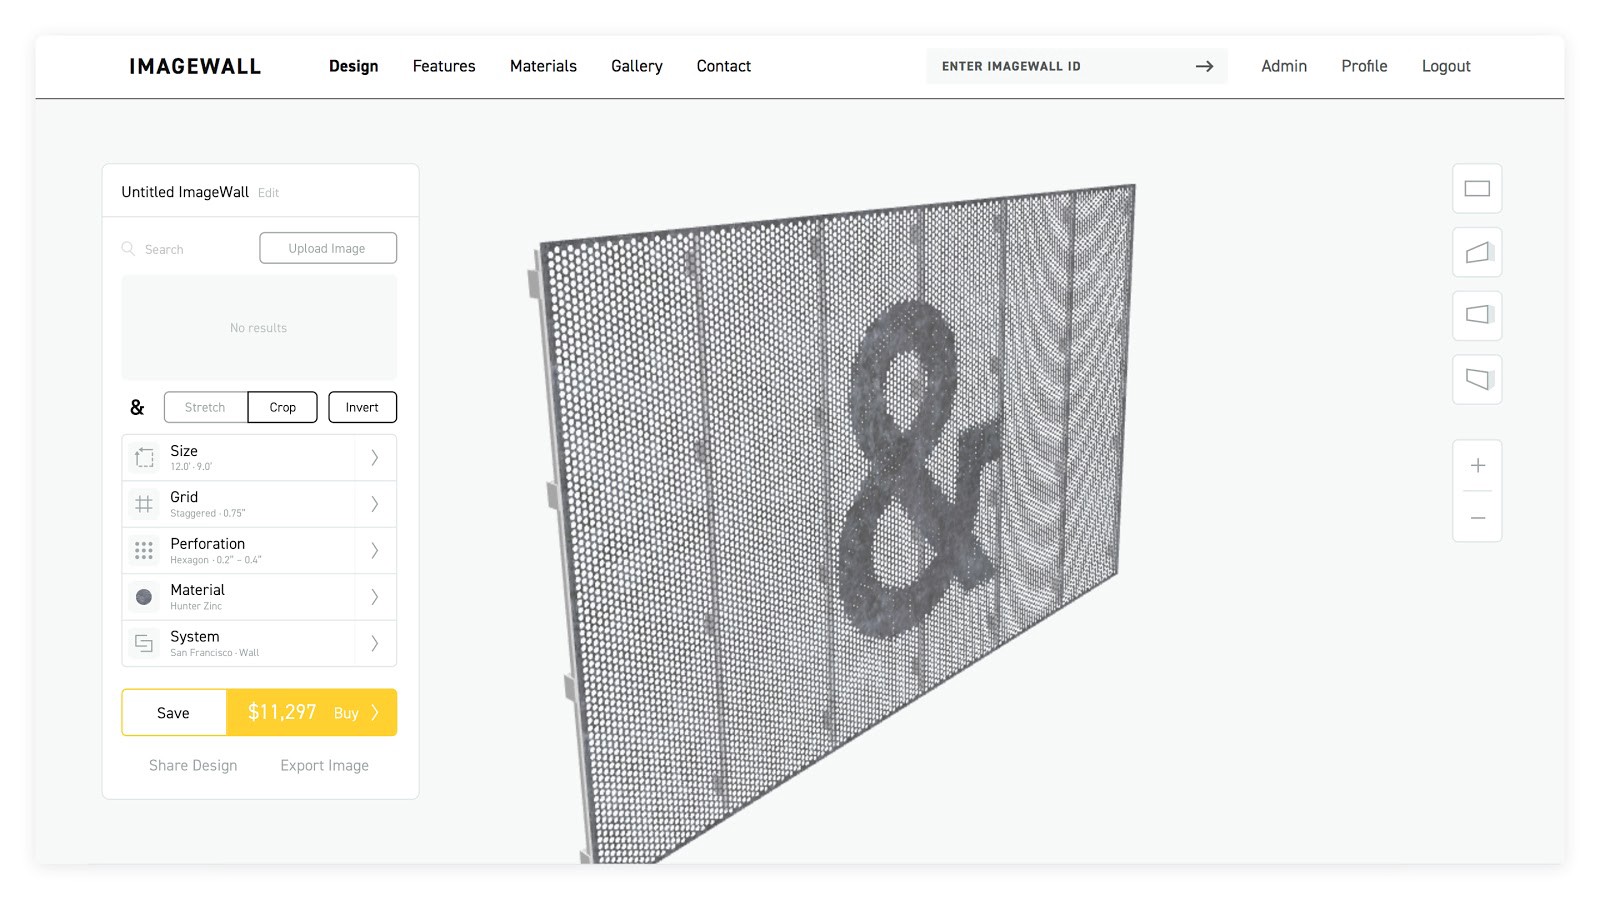 IMAGEWALL Design Features Materials Gallery Contact ENTER IMAGEWALL ID Admin Profile Logout
Untitled ImageWall Edit
Search Upload Image
No results
& Stretch Crop Invert
Size
12.0' · 9.0'
Grid
Staggered · 0.75"
Perforation
Hexagon · 0.2" – 0.4"
Material
Hunter Zinc
System
San Francisco · Wall
Save $11,297 Buy
Share Design Export Image
&